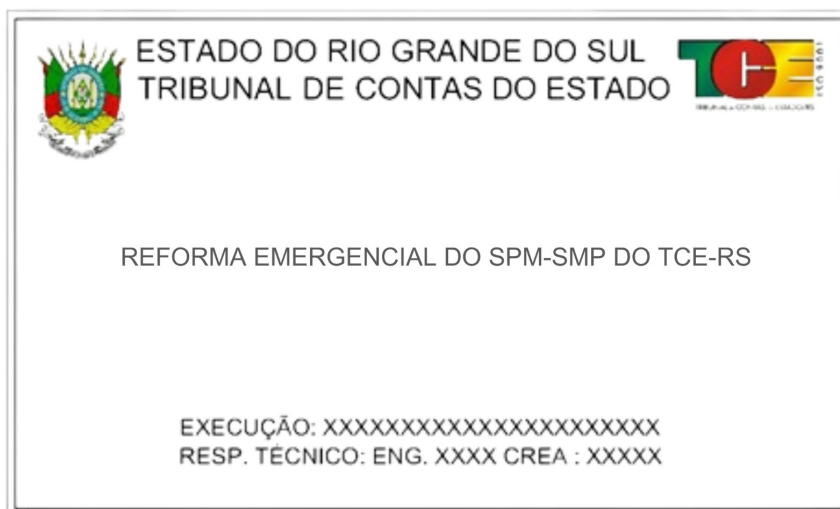 ESTADO DO RIO GRANDE DO SUL
TRIBUNAL DE CONTAS DO ESTADO
TCE
REFORMA EMERGENCIAL DO SPM-SMP DO TCE-RS
EXECUÇÃO: XXXXXXXXXXXXXXXXXXXXXX
RESP. TÉCNICO: ENG. XXXX CREA : XXXXX